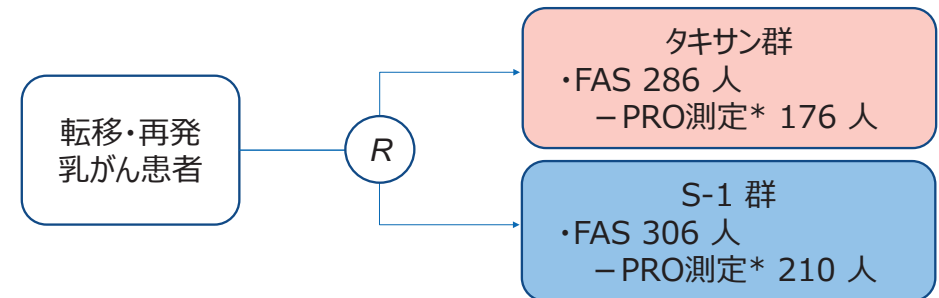 転移・再発
乳がん患者
R
タキサン群
・FAS 286 人
－PRO測定* 176 人
S-1 群
・FAS 306 人
－PRO測定* 210 人